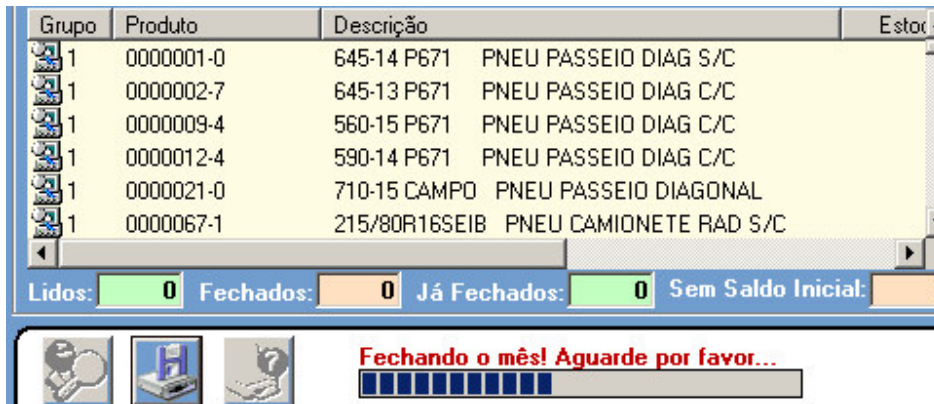 Grupo Produto Descrição Estoc
1 0000001-0 645-14 P671 PNEU PASSEIO DIAG S/C
1 0000002-7 645-13 P671 PNEU PASSEIO DIAG C/C
1 0000009-4 560-15 P671 PNEU PASSEIO DIAG C/C
1 0000012-4 590-14 P671 PNEU PASSEIO DIAG C/C
1 0000021-0 710-15 CAMPO PNEU PASSEIO DIAGONAL
1 0000067-1 215/80R16SEIB PNEU CAMIONETE RAD S/C
Lidos: 0 Fechados: 0 Já Fechados: 0 Sem Saldo Inicial:
Fechando o mês! Aguarde por favor...